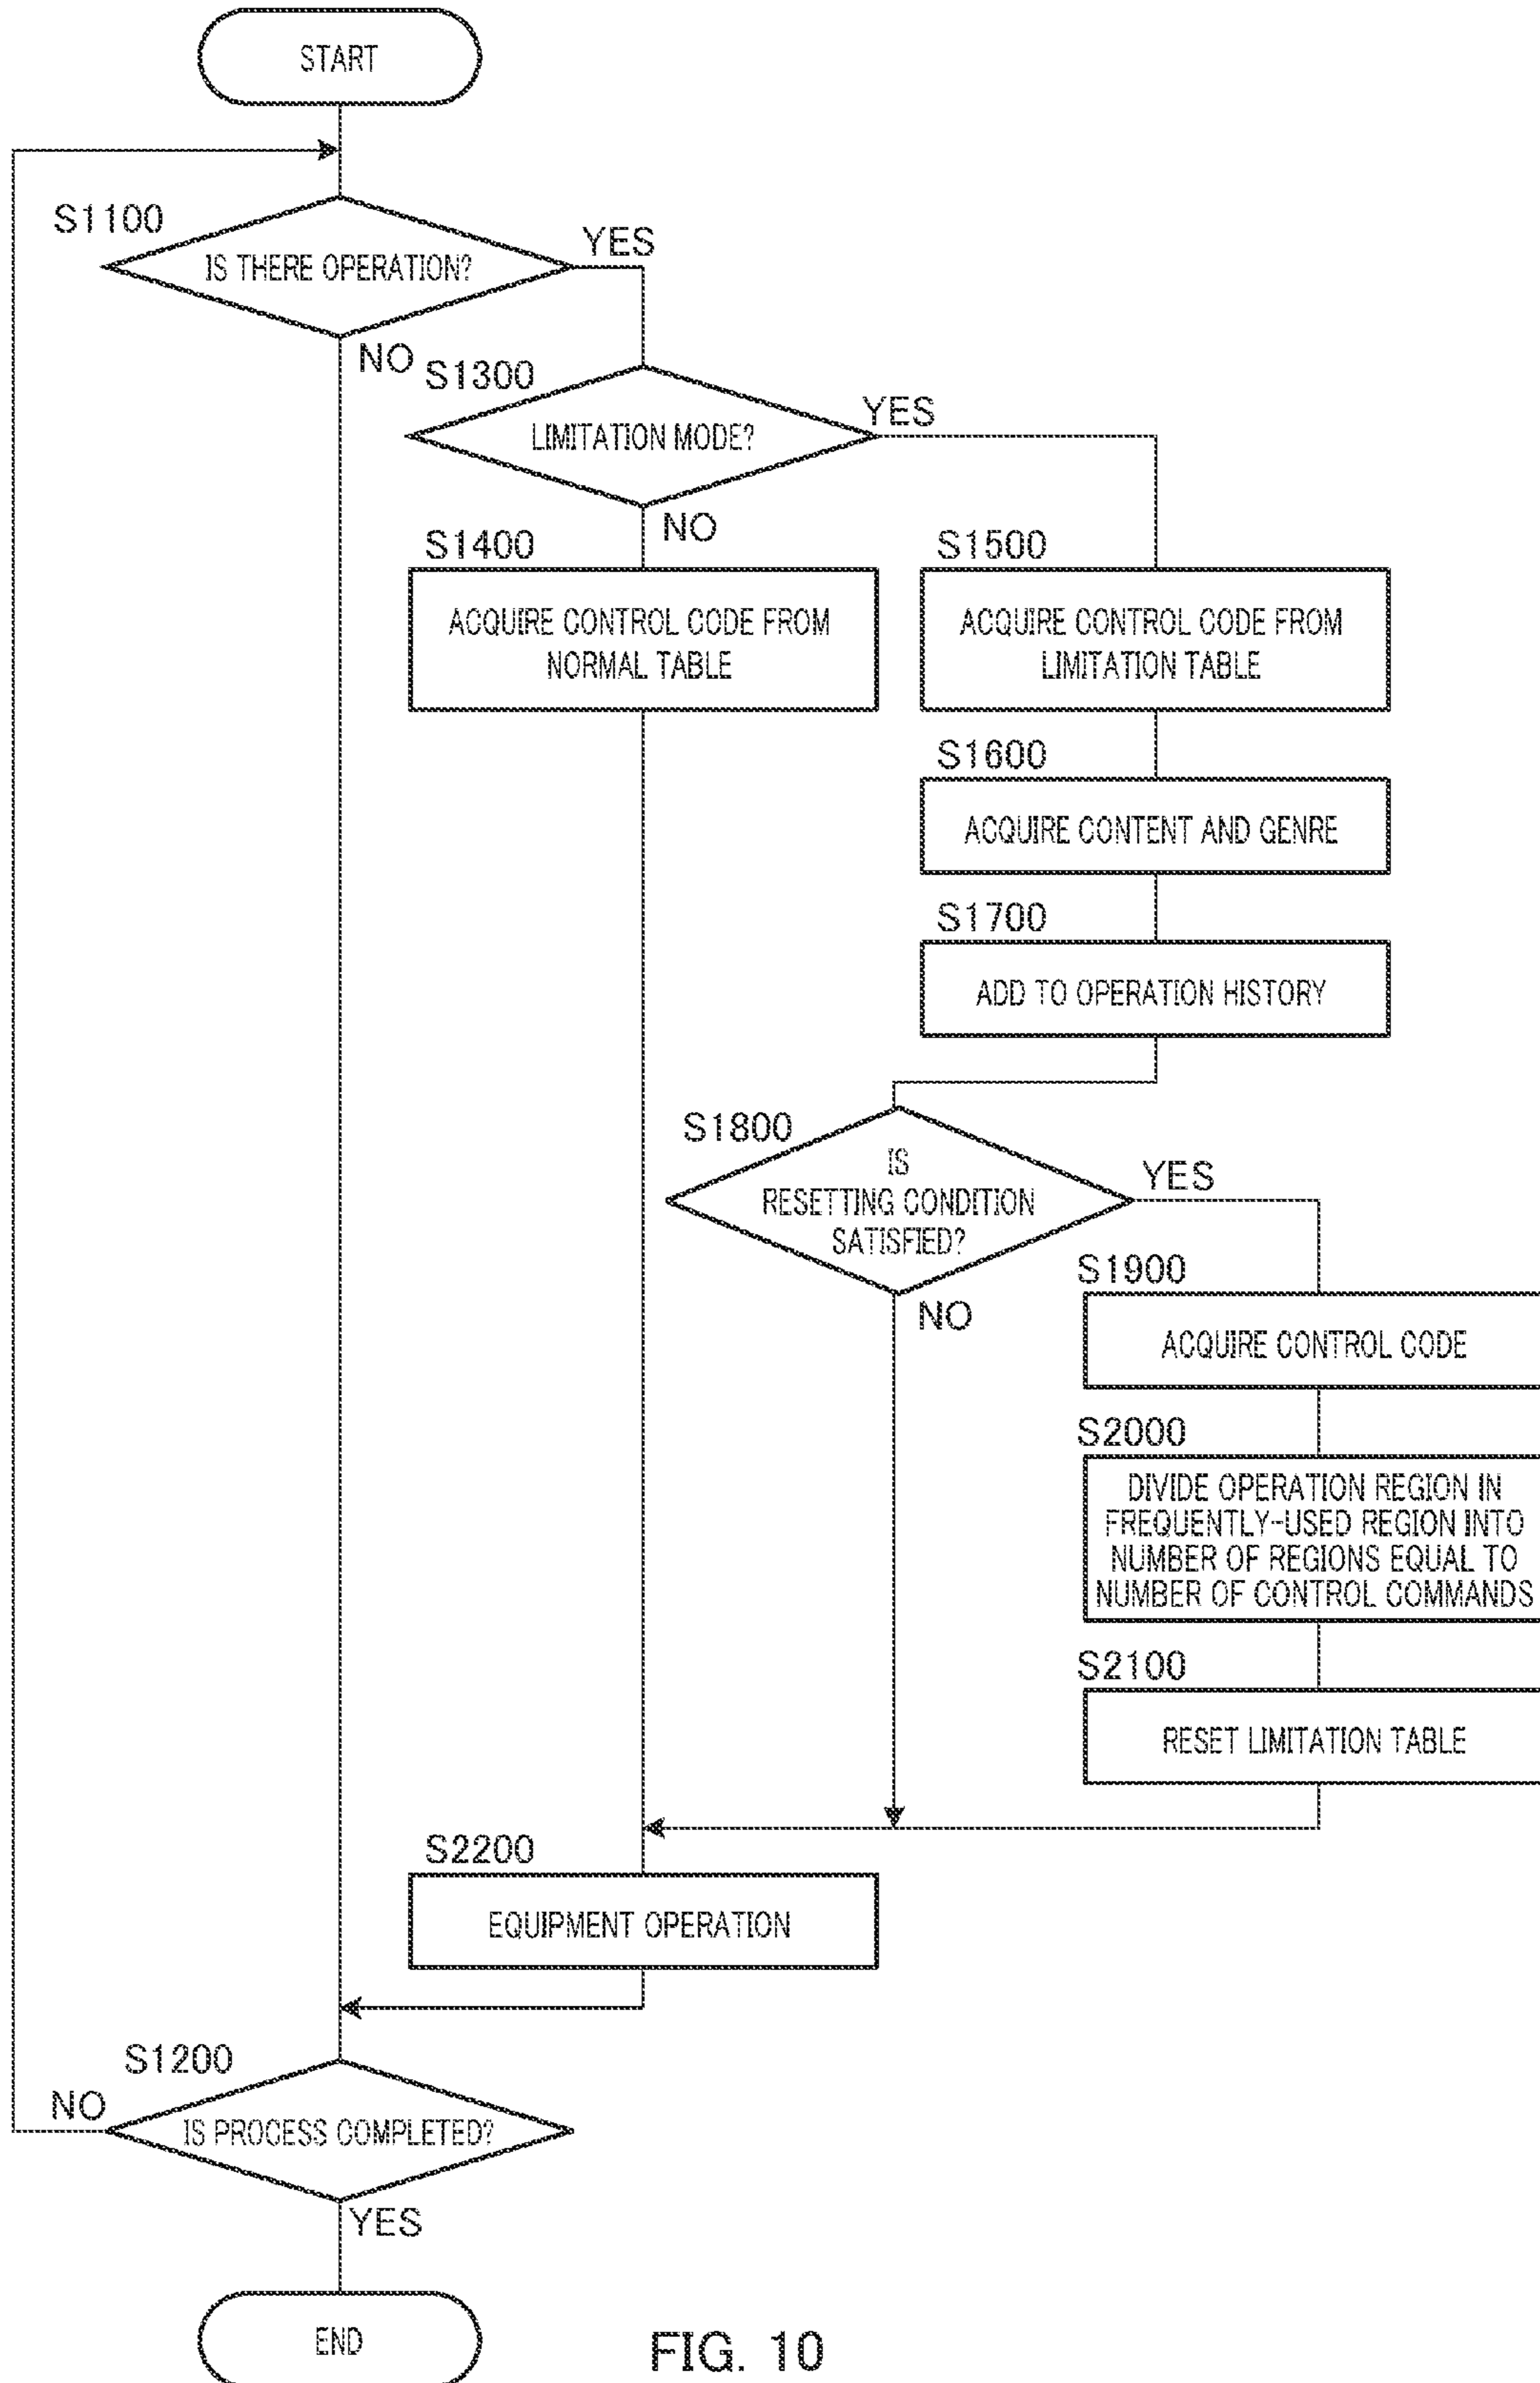 START
S1100
IS THERE OPERATION?
YES
NO
S1300
LIMITATION MODE?
YES
NO
S1400
ACQUIRE CONTROL CODE FROM
NORMAL TABLE
S1500
ACQUIRE CONTROL CODE FROM
LIMITATION TABLE
S1600
ACQUIRE CONTENT AND GENRE
S1700
ADD TO OPERATION HISTORY
S1800
IS
RESETTING CONDITION
SATISFIED?
YES
NO
S1900
ACQUIRE CONTROL CODE
S2000
DIVIDE OPERATION REGION IN
FREQUENTLY-USED REGION INTO
NUMBER OF REGIONS EQUAL TO
NUMBER OF CONTROL COMMANDS
S2100
RESET LIMITATION TABLE
S2200
EQUIPMENT OPERATION
S1200
NO
IS PROCESS COMPLETED?
YES
END
FIG. 10